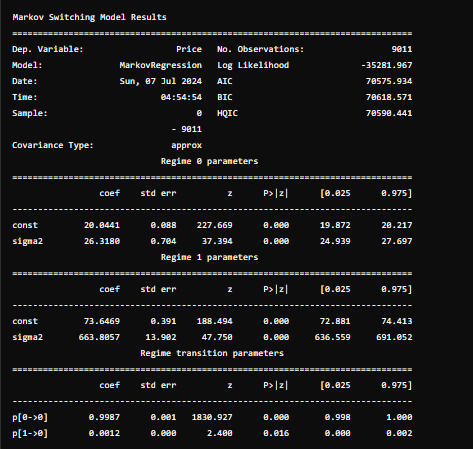 Markov Switching Model Results
==============================================================================
Dep. Variable: Price No. Observations: 9011
Model: MarkovRegression Log Likelihood -35281.967
Date: Sun, 07 Jul 2024 AIC 70575.934
Time: 04:54:54 BIC 70618.571
Sample: 0 HQIC 70590.441
- 9011
Covariance Type: approx
Regime 0 parameters
==============================================================================
coef std err z P>|z| [0.025 0.975]
------------------------------------------------------------------------------
const 20.0441 0.088 227.669 0.000 19.872 20.217
sigma2 26.3180 0.704 37.394 0.000 24.939 27.697
Regime 1 parameters
==============================================================================
coef std err z P>|z| [0.025 0.975]
------------------------------------------------------------------------------
const 73.6469 0.391 188.494 0.000 72.881 74.413
sigma2 663.8057 13.902 47.750 0.000 636.559 691.052
Regime transition parameters
==============================================================================
coef std err z P>|z| [0.025 0.975]
------------------------------------------------------------------------------
p[0->0] 0.9987 0.001 1830.927 0.000 0.998 1.000
p[1->0] 0.0012 0.000 2.400 0.016 0.000 0.002